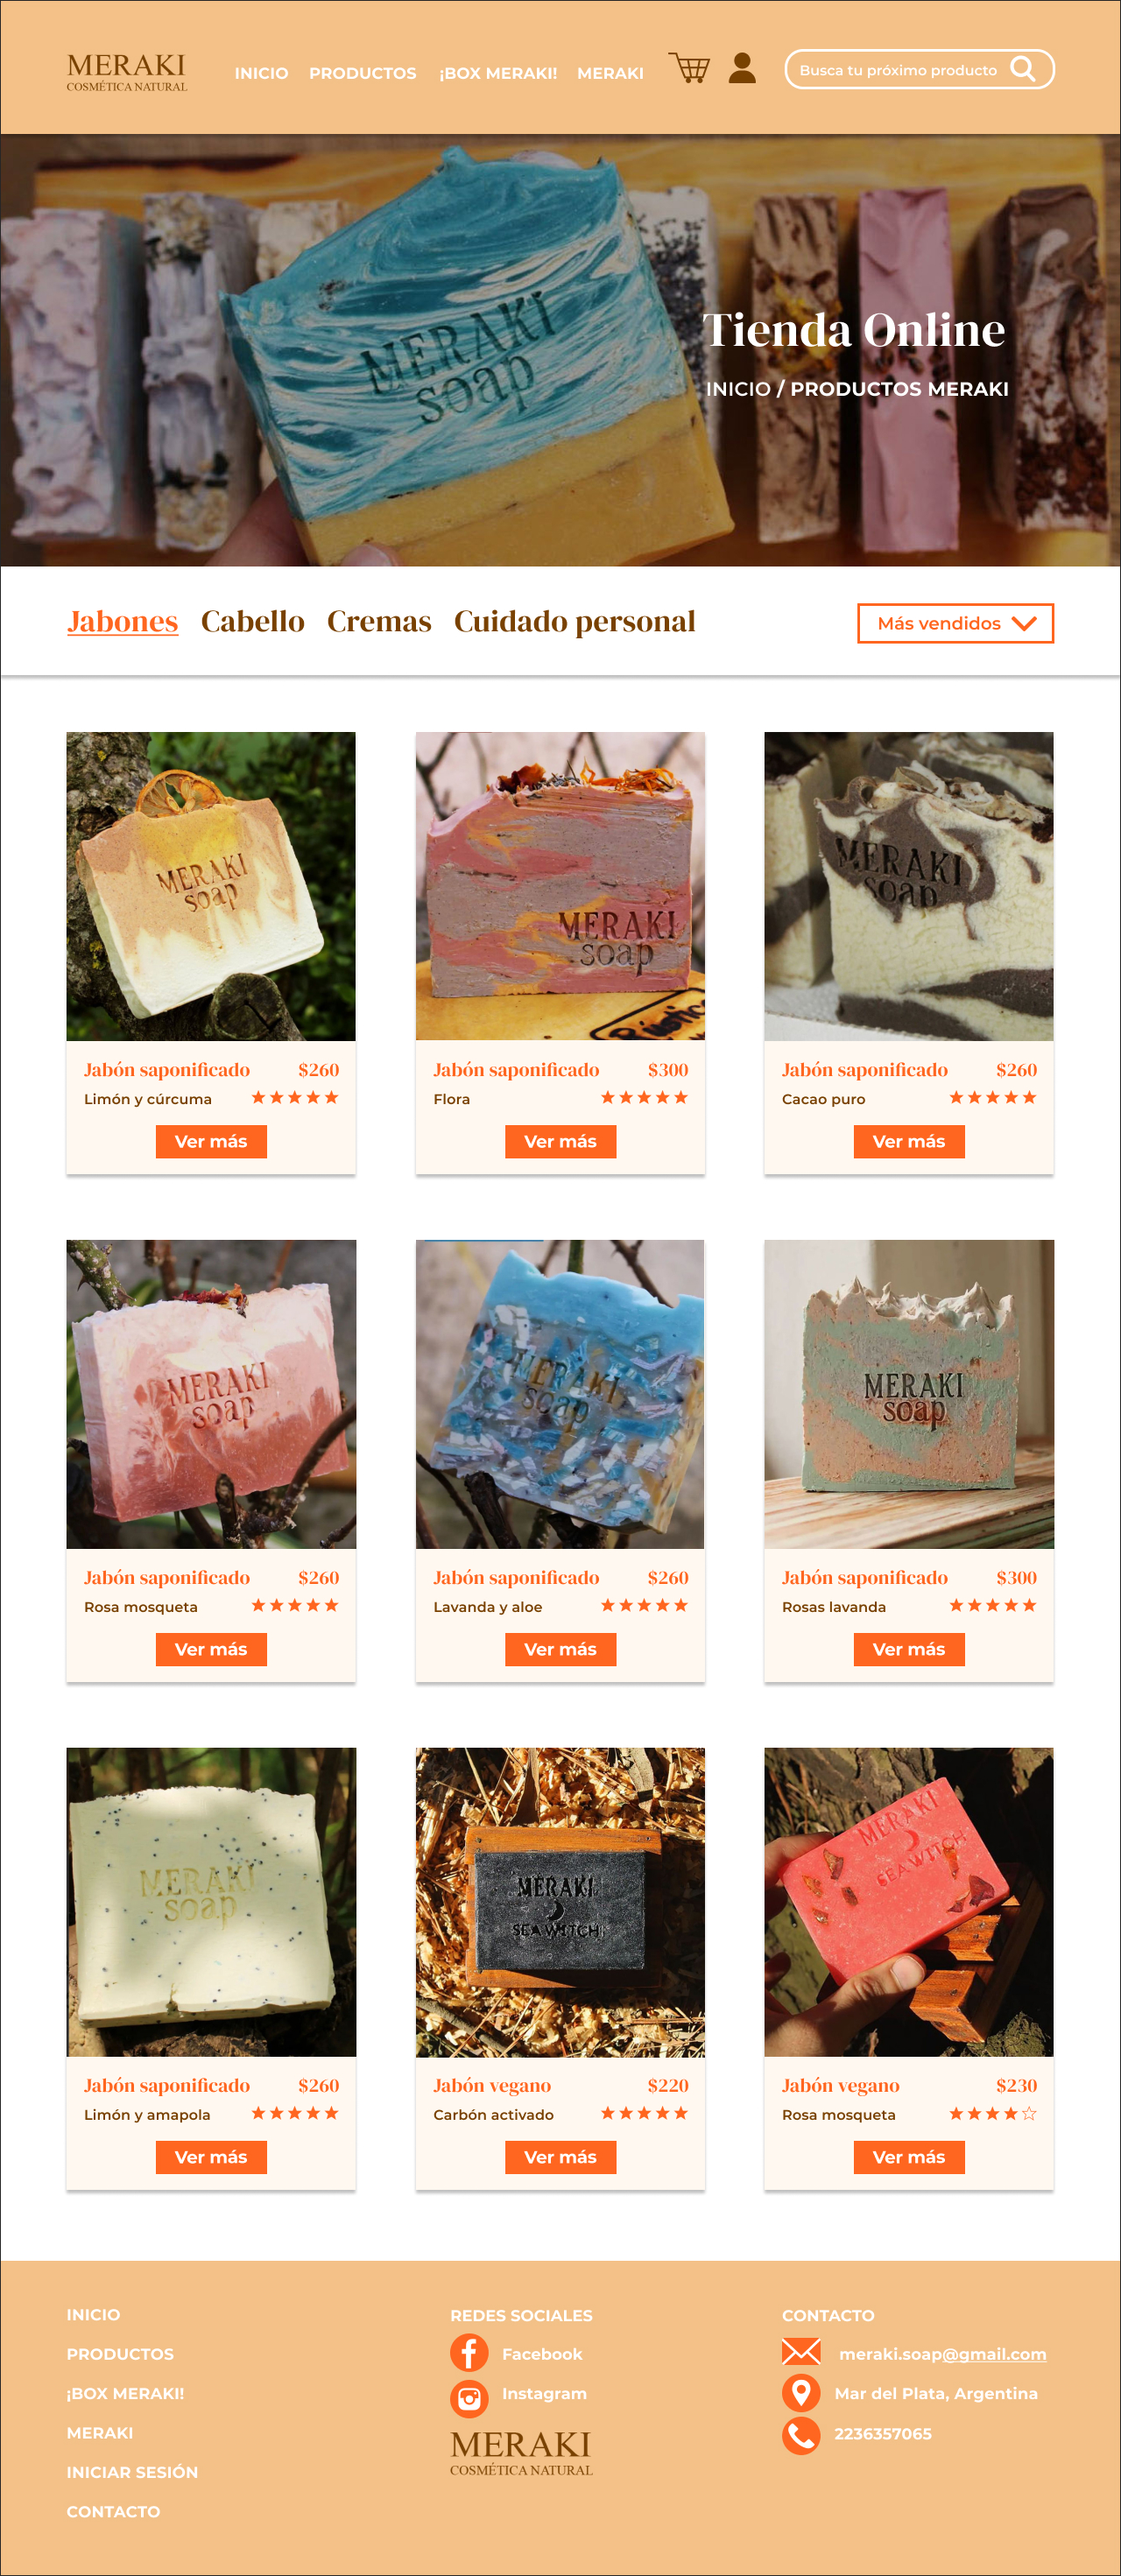 MERAKI
COSMÉTICA NATURAL
INICIO PRODUCTOS ¡BOX MERAKI! MERAKI
Busca tu próximo producto
MERAKI
soap
Tienda Online
INICIO / PRODUCTOS MERAKI
Jabones Cabello Cremas Cuidado personal
Más vendidos
MERAKI
soap
MERAKI
soap
MERAKI
soap
Jabón saponificado $260
Limón y cúrcuma
Ver más
Jabón saponificado $300
Flora
Ver más
Jabón saponificado $260
Cacao puro
Ver más
MERAKI
soap
MERAKI
soap
MERAKI
soap
Jabón saponificado $260
Rosa mosqueta
Ver más
Jabón saponificado $260
Lavanda y aloe
Ver más
Jabón saponificado $300
Rosas lavanda
Ver más
MERAKI
soap
MERAKI
SEA WITCH
MERAKI
SEA WITCH
Jabón saponificado $260
Limón y amapola
Ver más
Jabón vegano $220
Carbón activado
Ver más
Jabón vegano $230
Rosa mosqueta
Ver más
INICIO
PRODUCTOS
¡BOX MERAKI!
MERAKI
INICIAR SESIÓN
CONTACTO
REDES SOCIALES
Facebook
Instagram
MERAKI
COSMÉTICA NATURAL
CONTACTO
meraki.soap@gmail.com
Mar del Plata, Argentina
2236357065